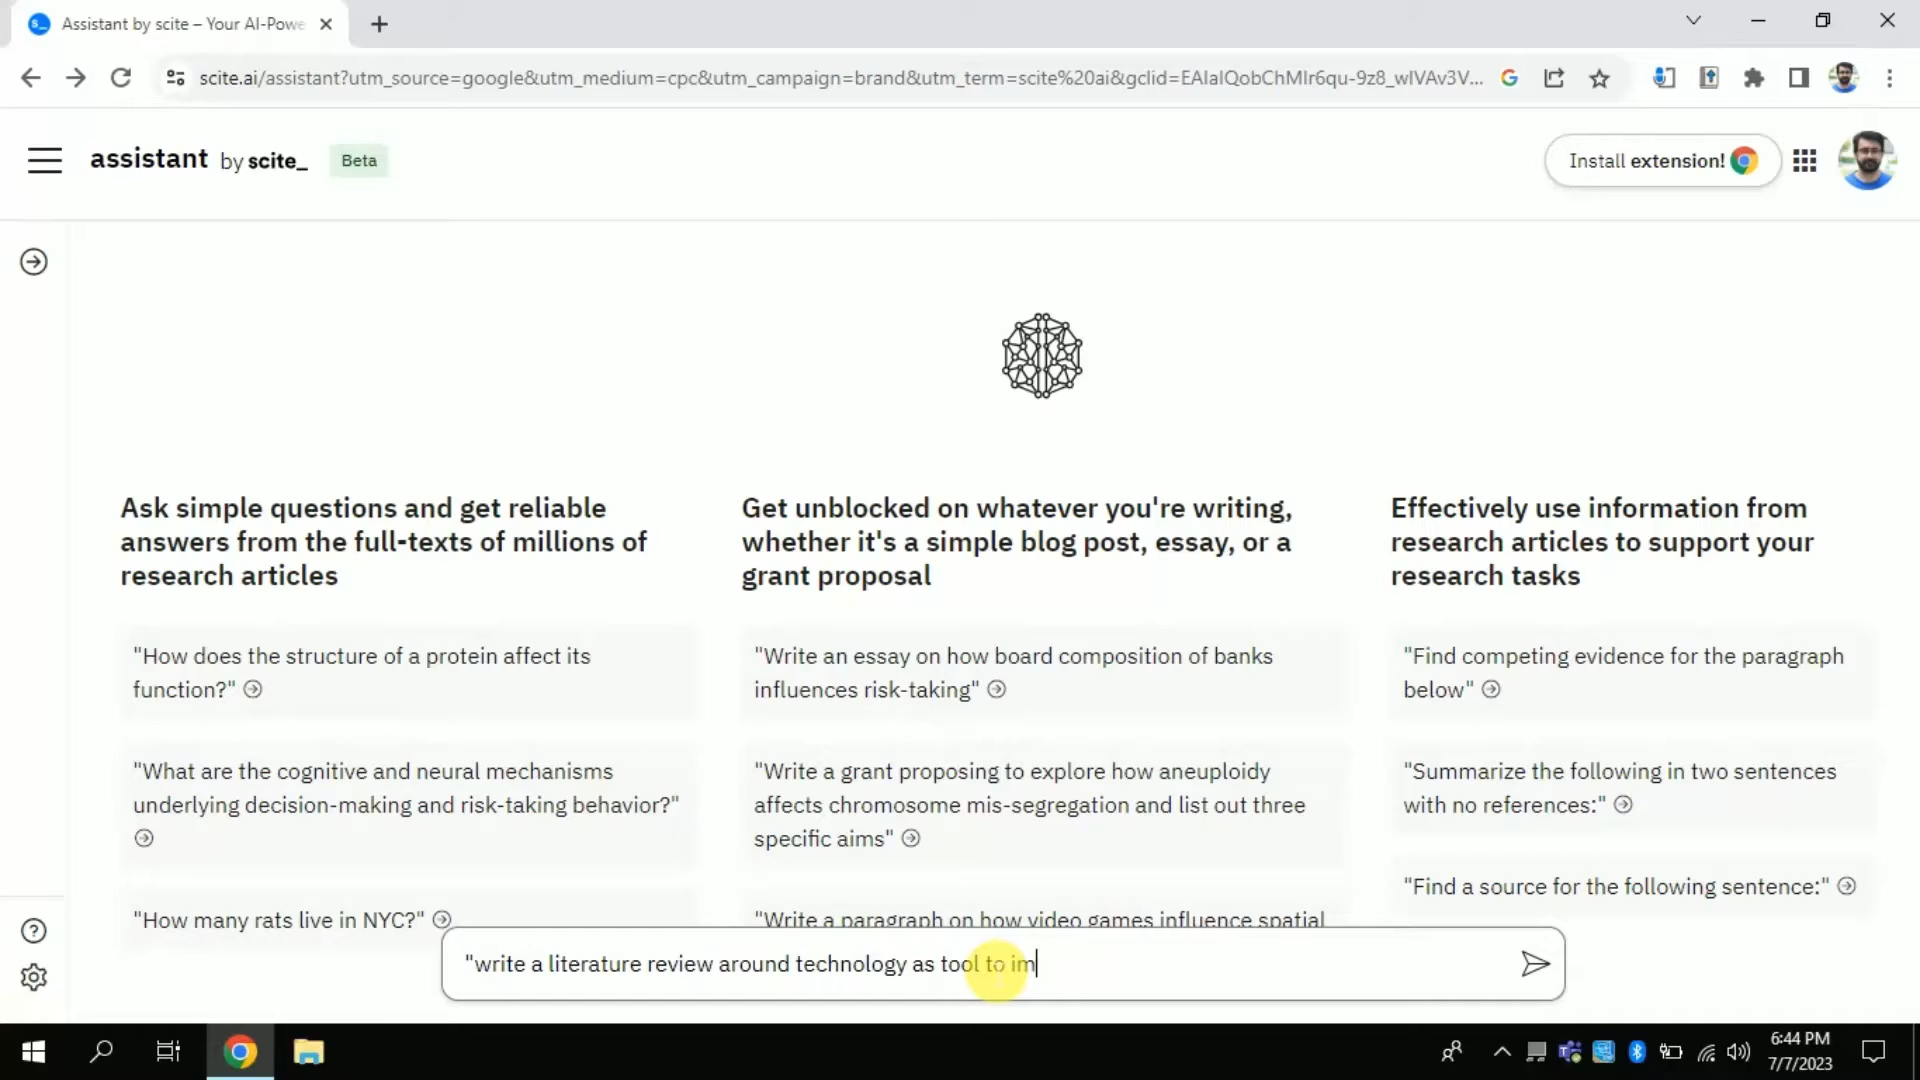 Assistant by scite – Your AI-Powe
scite.ai/assistant?utm_source=google&utm_medium=cpc&utm_campaign=brand&utm_term=scite%20ai&gclid=EAIaIQobChMIr6qu-9z8_wIVAv3V...
assistant by scite_ Beta
Install extension!
Ask simple questions and get reliable
answers from the full-texts of millions of
research articles
"How does the structure of a protein affect its
function?"
"What are the cognitive and neural mechanisms
underlying decision-making and risk-taking behavior?"
"How many rats live in NYC?"
Get unblocked on whatever you're writing,
whether it's a simple blog post, essay, or a
grant proposal
"Write an essay on how board composition of banks
influences risk-taking"
"Write a grant proposing to explore how aneuploidy
affects chromosome mis-segregation and list out three
specific aims"
"Write a paragraph on how video games influence spatial
Effectively use information from
research articles to support your
research tasks
"Find competing evidence for the paragraph
below"
"Summarize the following in two sentences
with no references:"
"Find a source for the following sentence:"
"write a literature review around technology as tool to im
6:44 PM
7/7/2023